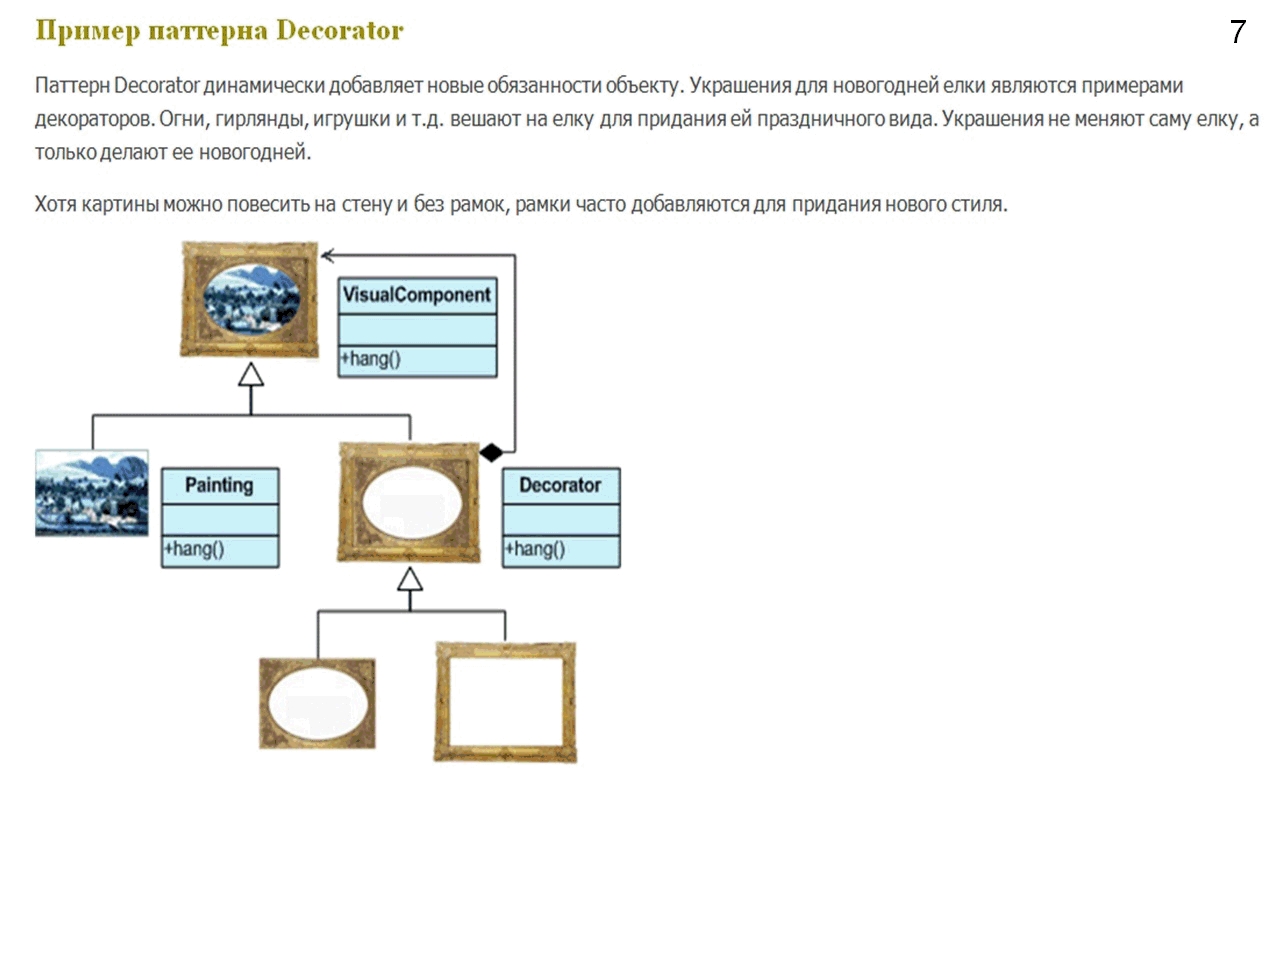 Пример паттерна Decorator
7
Паттерн Decorator динамически добавляет новые обязанности объекту. Украшения для новогодней елки являются примерами
декораторов. Огни, гирлянды, игрушки и т.д. вешают на елку для придания ей праздничного вида. Украшения не меняют саму елку, а
только делают ее новогодней.
Хотя картины можно повесить на стену и без рамок, рамки часто добавляются для придания нового стиля.
VisualComponent
+hang()
Painting
+hang()
Decorator
+hang()